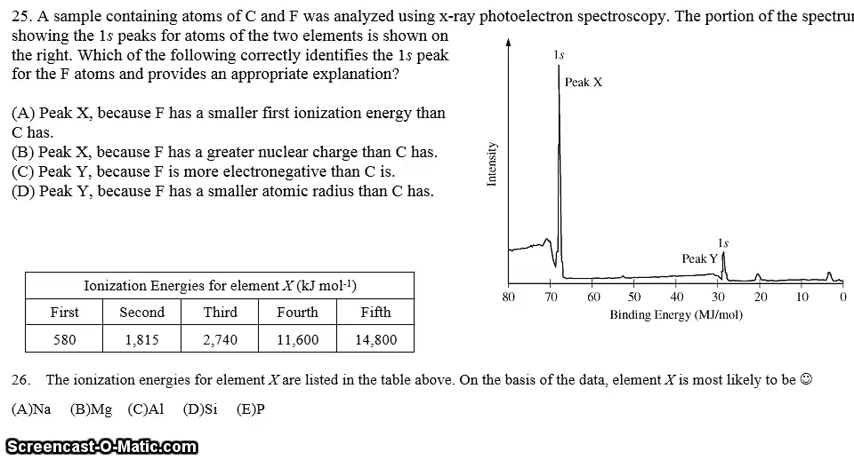 25. A sample containing atoms of C and F was analyzed using x-ray photoelectron spectroscopy. The portion of the
showing the 1s peaks for atoms of the two elements is shown on
the right. Which of the following correctly identifies the 1s peak
for the F atoms and provides an appropriate explanation?
(A) Peak X, because F has a smaller first ionization energy than
C has.
(B) Peak X, because F has a greater nuclear charge than C has.
(C) Peak Y, because F is more electronegative than C is.
(D) Peak Y, because F has a smaller atomic radius than C has.
1s
Peak X
Intensity
1s
Peak Y
80 70 60 50 40 30 20 10 0
Binding Energy (MJ/mol)
Ionization Energies for element X (kJ mol-1)
First Second Third Fourth Fifth
580 1,815 2,740 11,600 14,800
26. The ionization energies for element X are listed in the table above. On the basis of the data, element X is most likely to be ☺
(A)Na (B)Mg (C)Al (D)Si (E)P
Screencast-O-Matic.com